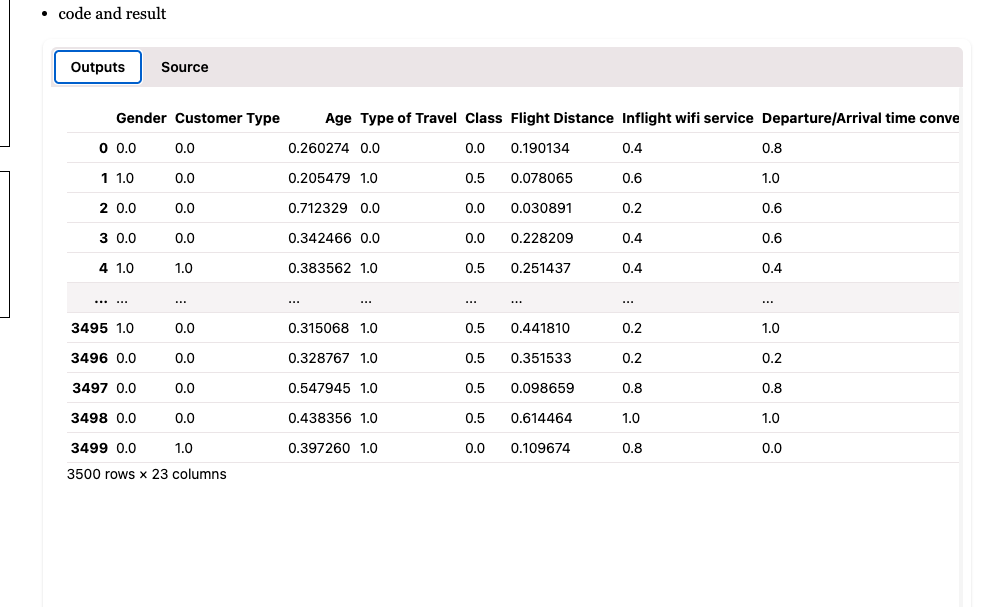 • code and result
Outputs Source
Gender Customer Type Age Type of Travel Class Flight Distance Inflight wifi service Departure/Arrival time conve
0 0.0 0.0 0.260274 0.0 0.0 0.190134 0.4 0.8
1 1.0 0.0 0.205479 1.0 0.5 0.078065 0.6 1.0
2 0.0 0.0 0.712329 0.0 0.0 0.030891 0.2 0.6
3 0.0 0.0 0.342466 0.0 0.0 0.228209 0.4 0.6
4 1.0 1.0 0.383562 1.0 0.5 0.251437 0.4 0.4
... ... ... ... ... ... ... ... ...
3495 1.0 0.0 0.315068 1.0 0.5 0.441810 0.2 1.0
3496 0.0 0.0 0.328767 1.0 0.5 0.351533 0.2 0.2
3497 0.0 0.0 0.547945 1.0 0.5 0.098659 0.8 0.8
3498 0.0 0.0 0.438356 1.0 0.5 0.614464 1.0 1.0
3499 0.0 1.0 0.397260 1.0 0.0 0.109674 0.8 0.0
3500 rows × 23 columns